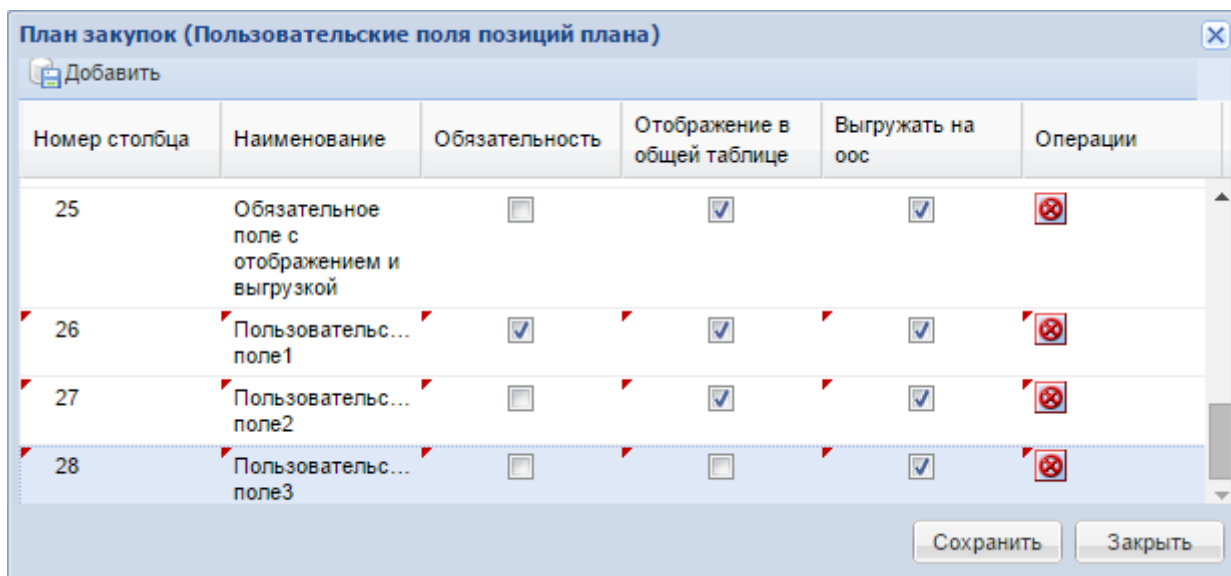 План закупок (Пользовательские поля позиций плана)
Добавить
Номер столбца Наименование Обязательность Отображение в общей таблице Выгружать на оос Операции
25 Обязательное
поле с
отображением и
выгрузкой
26 Пользовательс...
поле1
27 Пользовательс...
поле2
28 Пользовательс...
поле3
Сохранить Закрыть